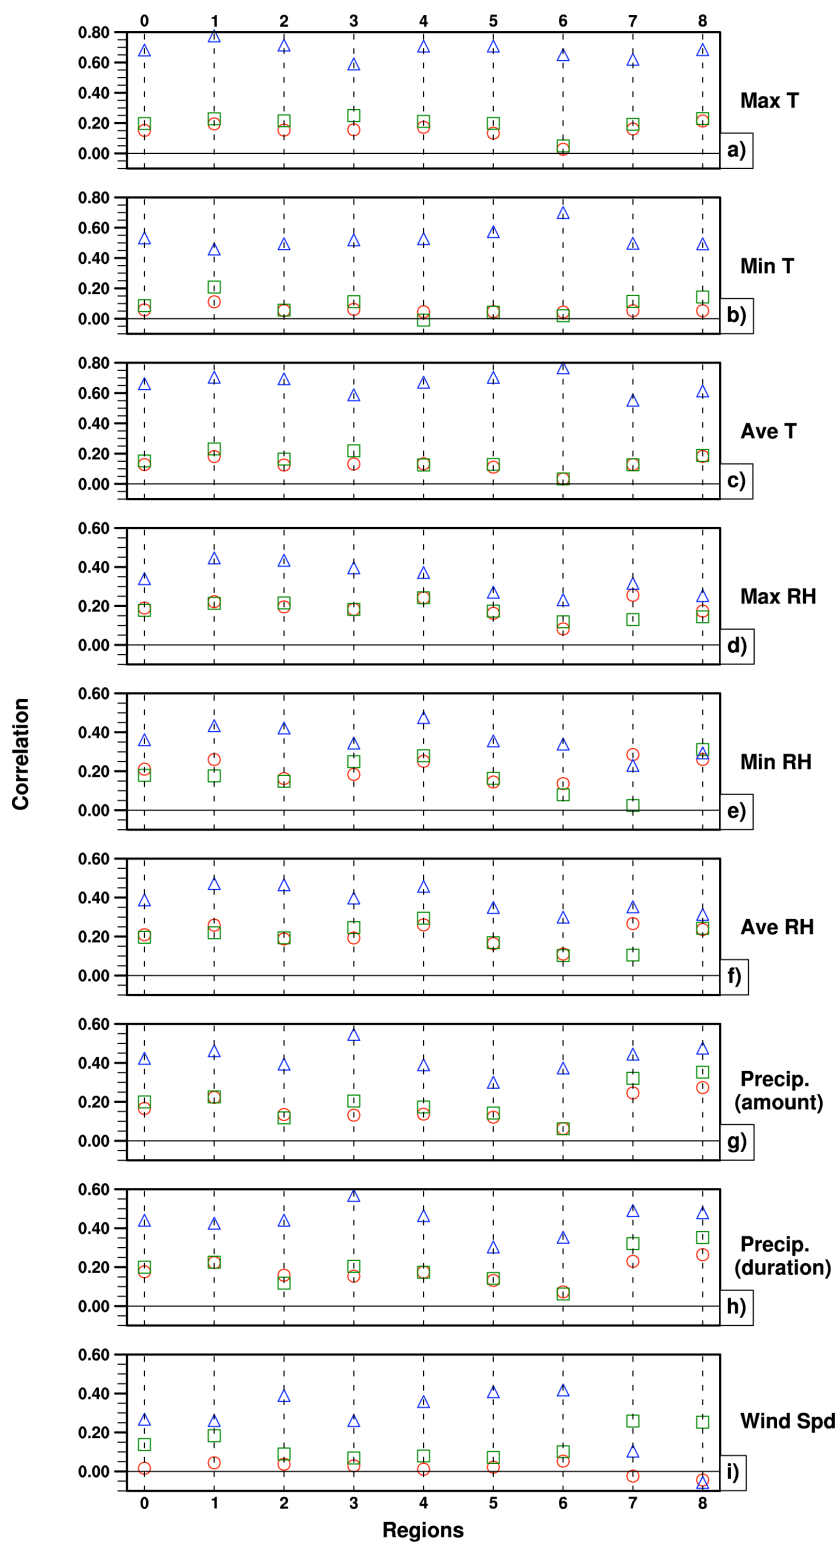 0 1 2 3 4 5 6 7 8
0.80
0.60
0.40
0.20
0.00
Max T
a)
0.80
0.60
0.40
0.20
0.00
Min T
b)
0.80
0.60
0.40
0.20
0.00
Ave T
c)
0.60
0.40
0.20
0.00
Max RH
d)
Correlation
0.60
0.40
0.20
0.00
Min RH
e)
0.60
0.40
0.20
0.00
Ave RH
f)
0.60
0.40
0.20
0.00
Precip.
(amount)
g)
0.60
0.40
0.20
0.00
Precip.
(duration)
h)
0.60
0.40
0.20
0.00
Wind Spd
i)
0 1 2 3 4 5 6 7 8
Regions